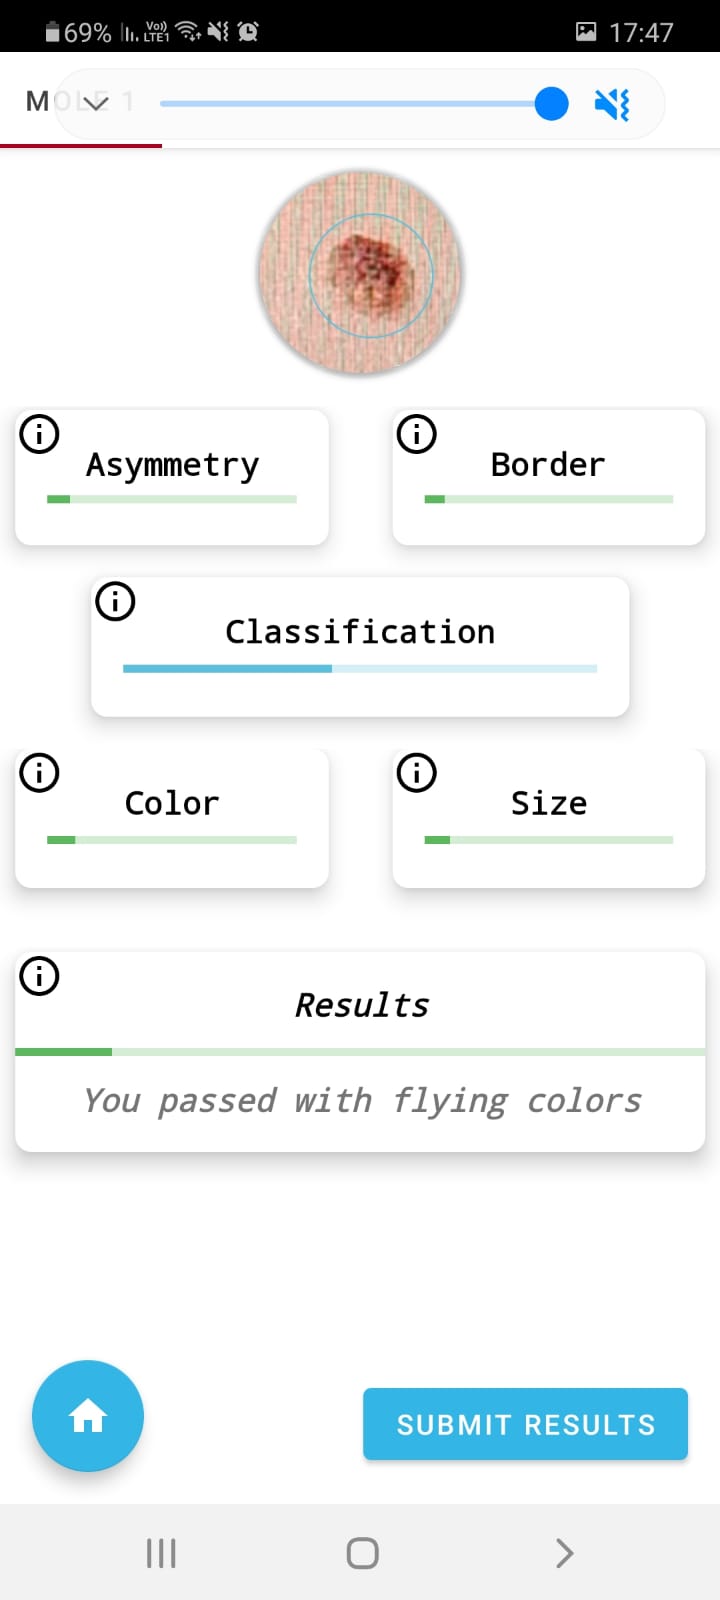 69% Vo)) LTE1 17:47
MOLE 1
Asymmetry
Border
Classification
Color
Size
Results
You passed with flying colors
SUBMIT RESULTS